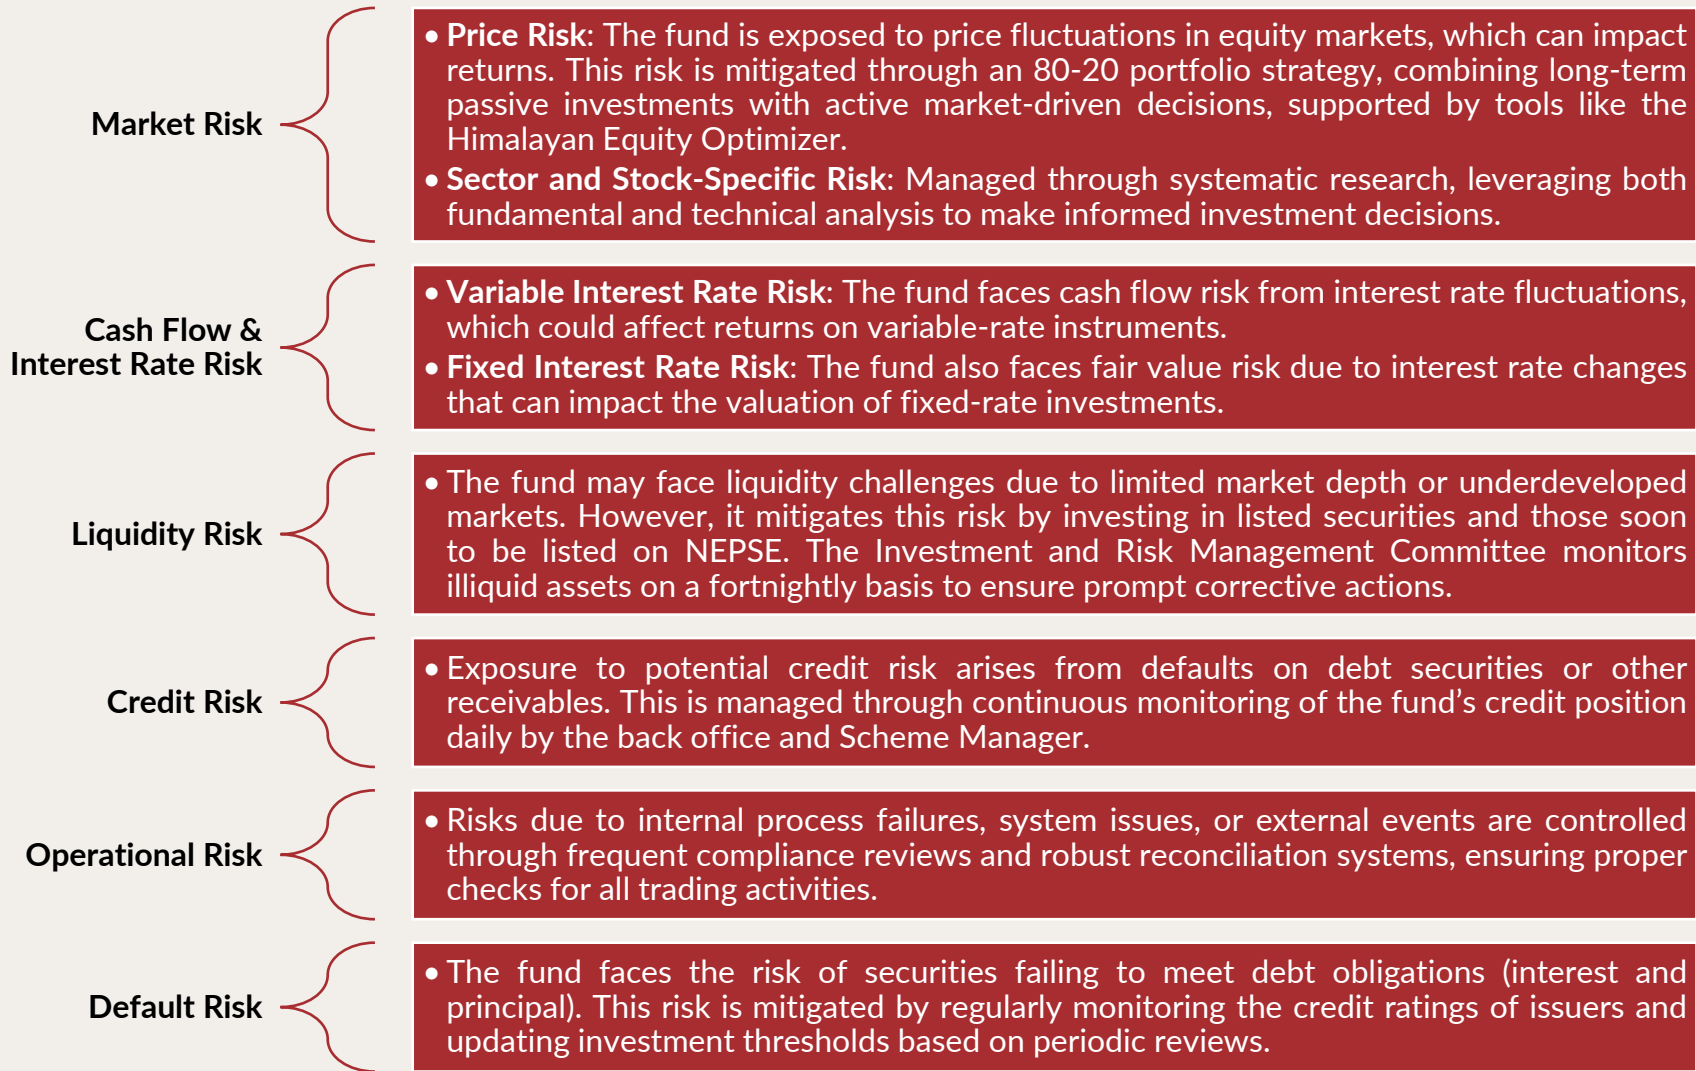 Market Risk
• Price Risk: The fund is exposed to price fluctuations in equity markets, which can impact
returns. This risk is mitigated through an 80-20 portfolio strategy, combining long-term
passive investments with active market-driven decisions, supported by tools like the
Himalayan Equity Optimizer.
• Sector and Stock-Specific Risk: Managed through systematic research, leveraging both
fundamental and technical analysis to make informed investment decisions.
Cash Flow &
Interest Rate Risk
• Variable Interest Rate Risk: The fund faces cash flow risk from interest rate fluctuations,
which could affect returns on variable-rate instruments.
• Fixed Interest Rate Risk: The fund also faces fair value risk due to interest rate changes
that can impact the valuation of fixed-rate investments.
Liquidity Risk
• The fund may face liquidity challenges due to limited market depth or underdeveloped
markets. However, it mitigates this risk by investing in listed securities and those soon
to be listed on NEPSE. The Investment and Risk Management Committee monitors
illiquid assets on a fortnightly basis to ensure prompt corrective actions.
Credit Risk
• Exposure to potential credit risk arises from defaults on debt securities or other
receivables. This is managed through continuous monitoring of the fund’s credit position
daily by the back office and Scheme Manager.
Operational Risk
• Risks due to internal process failures, system issues, or external events are controlled
through frequent compliance reviews and robust reconciliation systems, ensuring proper
checks for all trading activities.
Default Risk
• The fund faces the risk of securities failing to meet debt obligations (interest and
principal). This risk is mitigated by regularly monitoring the credit ratings of issuers and
updating investment thresholds based on periodic reviews.